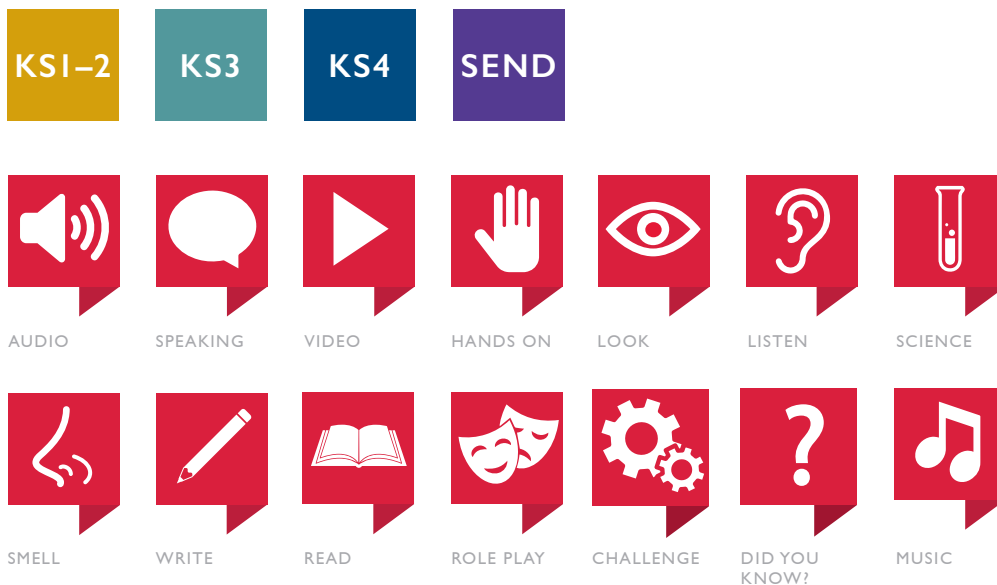 KS1–2
KS3
KS4
SEND
AUDIO
SPEAKING
VIDEO
HANDS ON
LOOK
LISTEN
SCIENCE
SMELL
WRITE
READ
ROLE PLAY
CHALLENGE
DID YOU
KNOW?
MUSIC